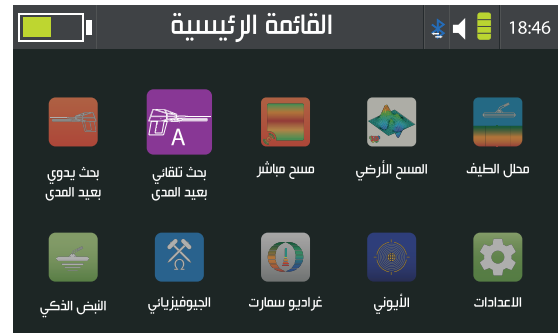 القائمة الرئيسية
18:46
محلل الطيف
المسح الأرضي
مسح مباشر
A
بحث تلقائي
بعيد المدى
بحث يدوي
بعيد المدى
الاعدادات
الأيوني
غراديو سمارت
Ω
الجيوفيزيائي
النبض الذكي